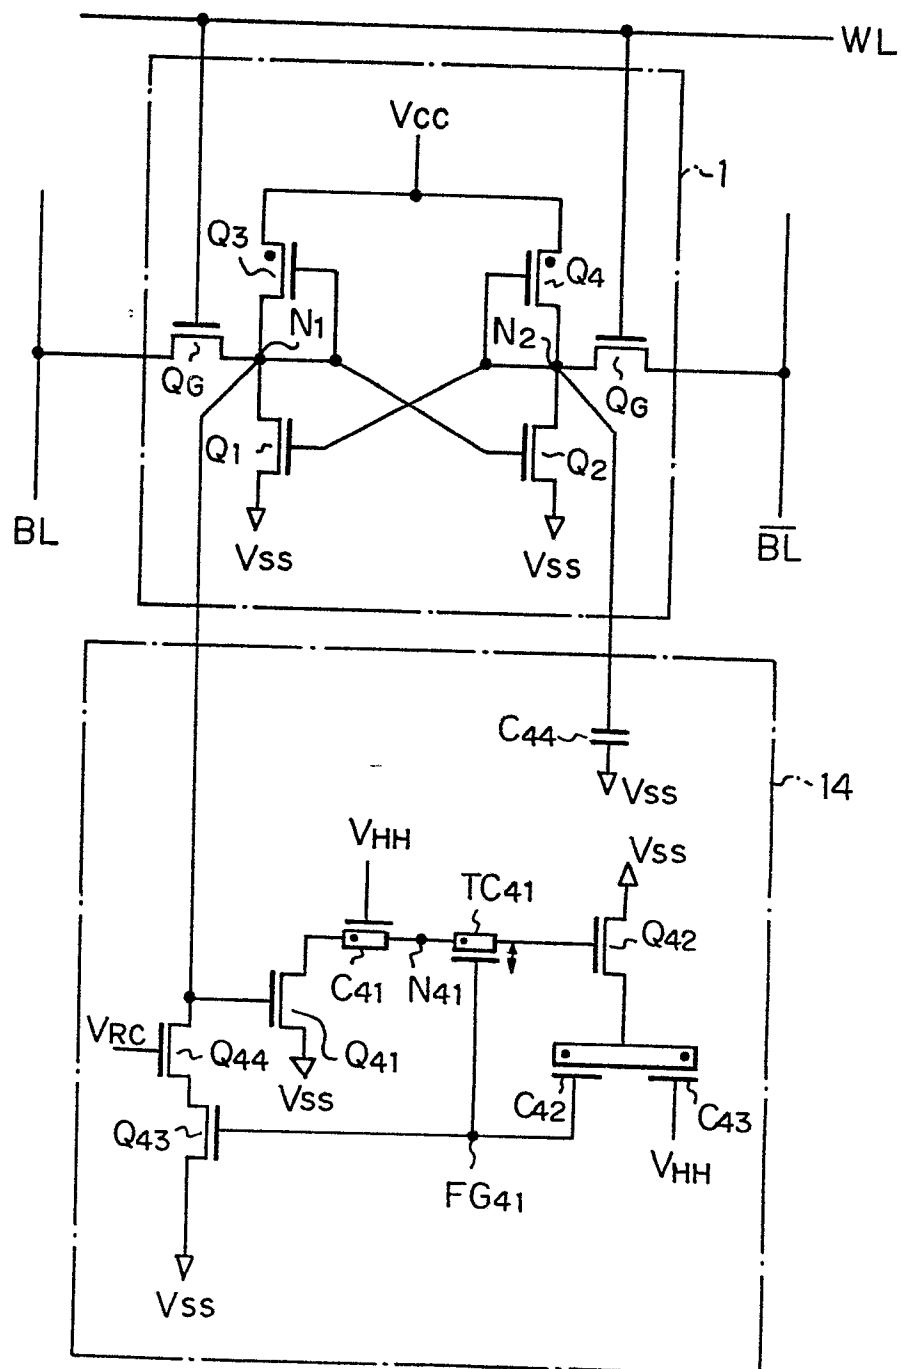 WL
Vcc
1
Q3
Q4
N1
N2
QG
QG
Q1
Q2
BL
Vss
Vss
B̅L̅
C44
Vss
14
VHH
TC41
Vss
Q42
C41
N41
VRC
Q44
Q41
Vss
C42
C43
Q43
VHH
FG41
Vss